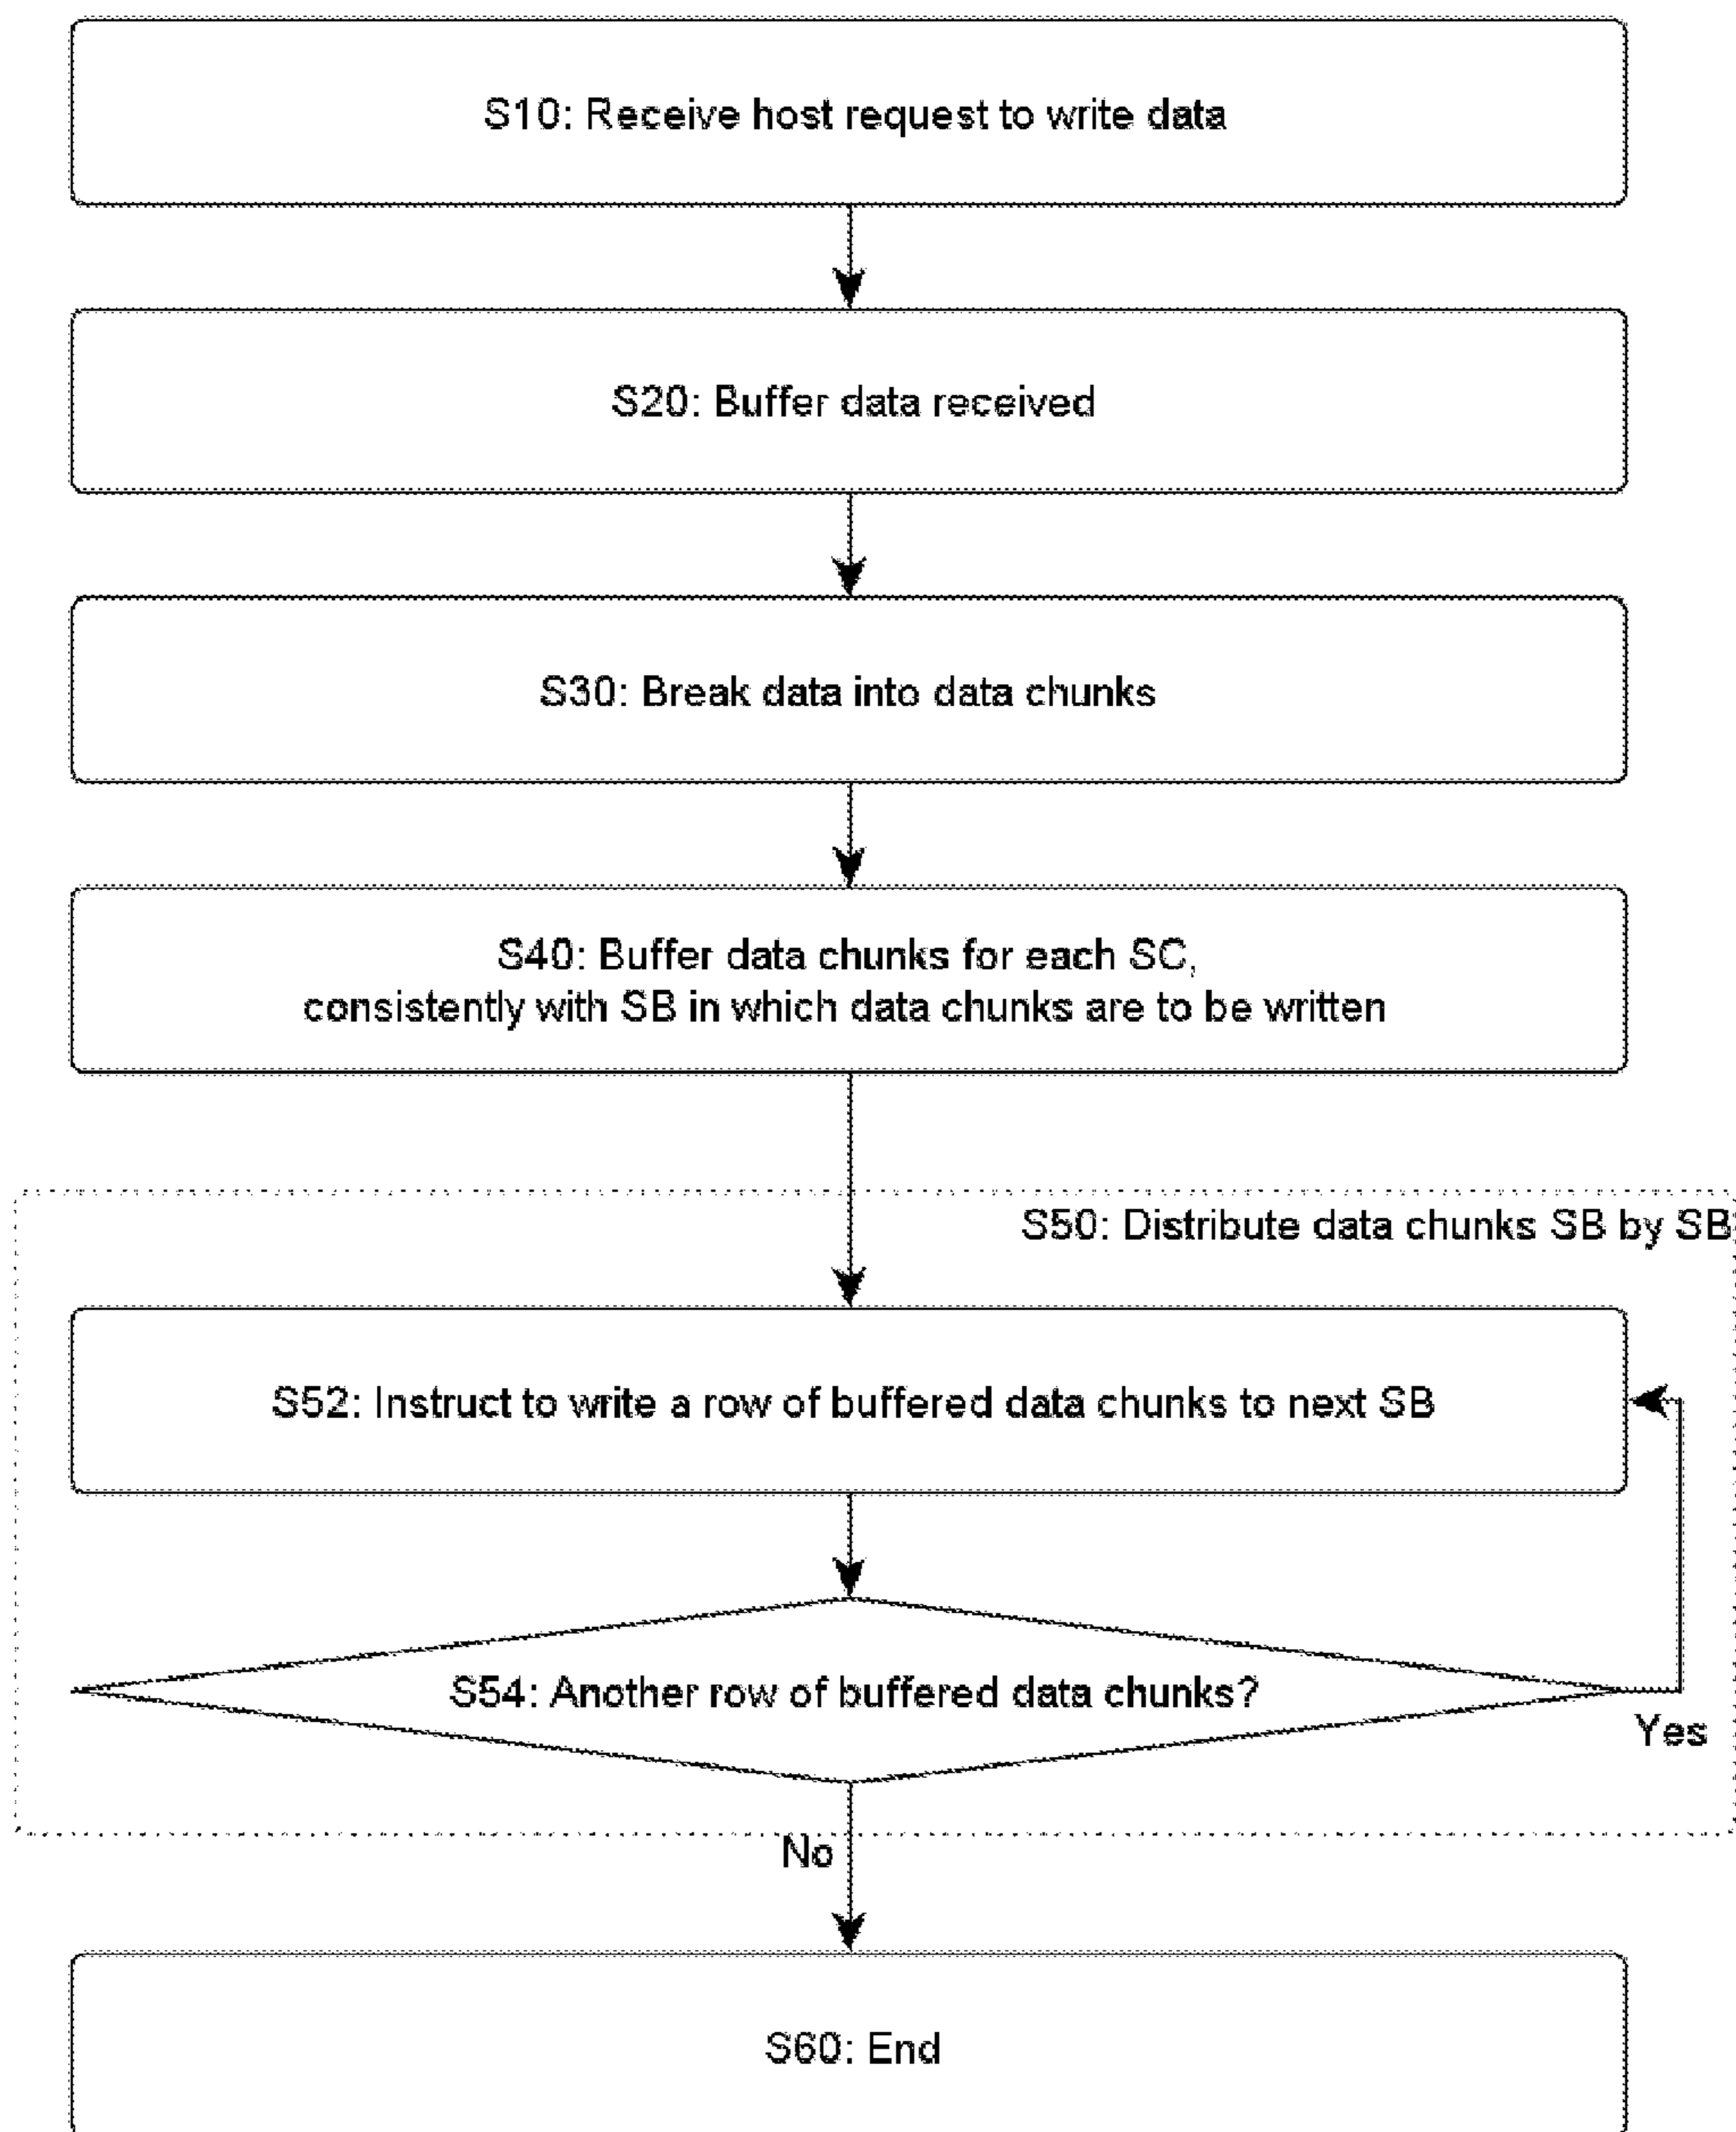 S10: Receive host request to write data
S20: Buffer data received
S30: Break data into data chunks
S40: Buffer data chunks for each SC,
consistently with SB in which data chunks are to be written
S50: Distribute data chunks SB by SB
S52: Instruct to write a row of buffered data chunks to next SB
S54: Another row of buffered data chunks?
Yes
No
S60: End